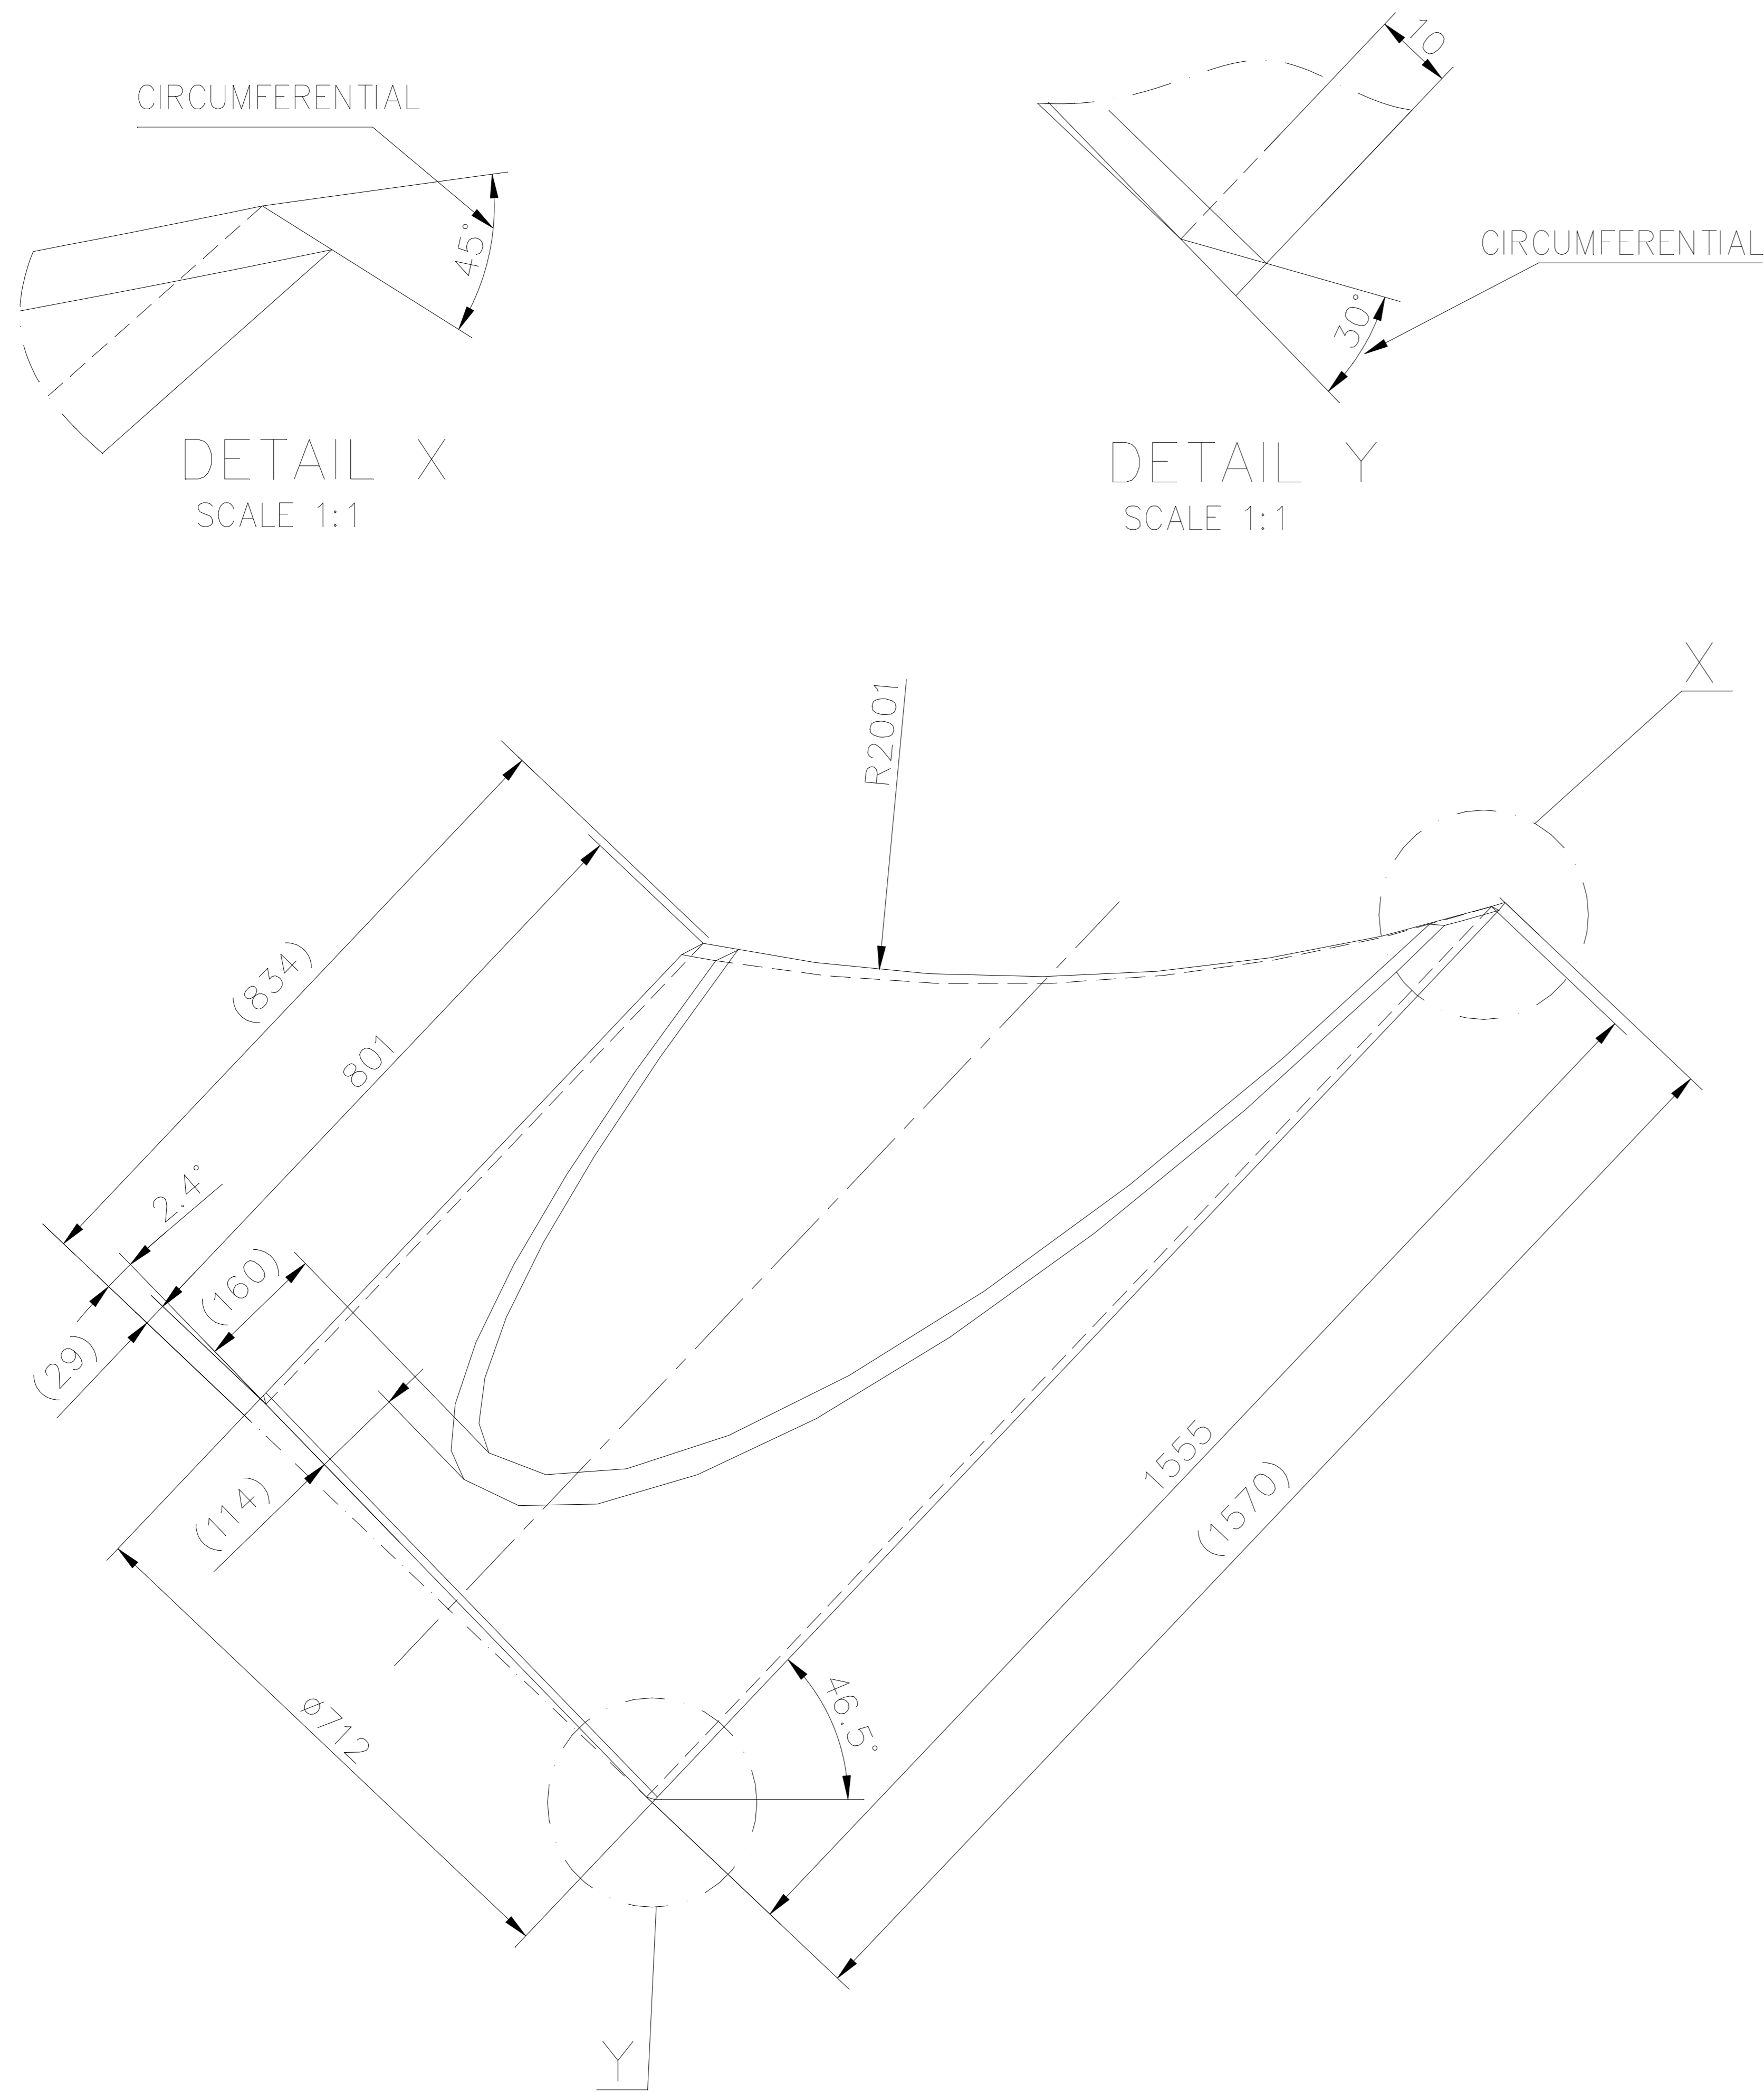 10
CIRCUMFERENTIAL
45°
CIRCUMFERENTIAL
30°
DETAIL X
SCALE 1:1
DETAIL Y
SCALE 1:1
X
R2001
(834)
801
2.4°
(160)
(29)
(114)
1555
(1570)
46.5°
ø712
Y